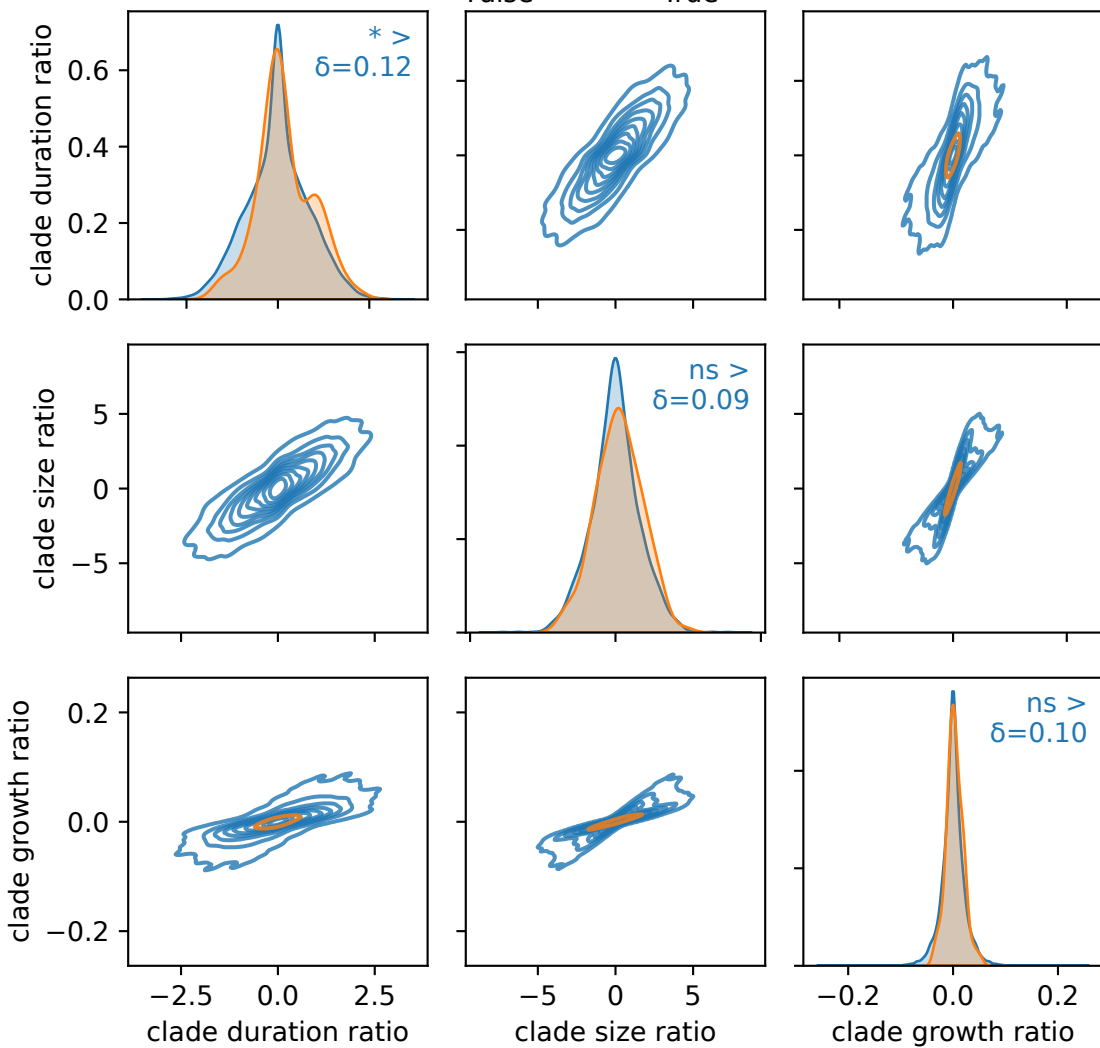 clade duration ratio
0.6
0.4
0.2
0.0
* >
δ=0.12
clade size ratio
5
0
−5
ns >
δ=0.09
clade growth ratio
0.2
0.0
−0.2
ns >
δ=0.10
−2.5 0.0 2.5
clade duration ratio
−5 0 5
clade size ratio
−0.2 0.0 0.2
clade growth ratio